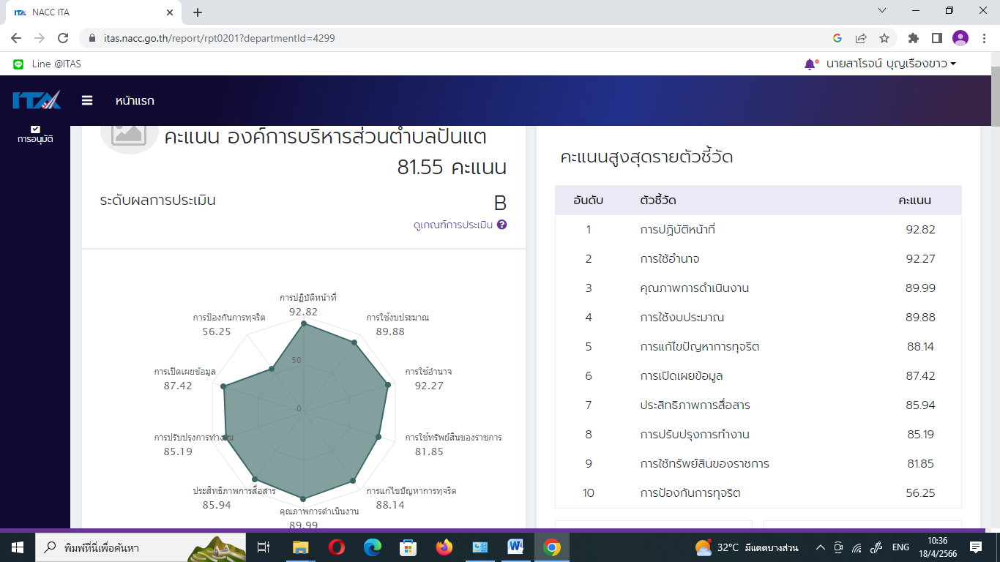 NACC ITA
itas.nacc.go.th/report/rpt0201?departmentId=4299
Line @ITAS
นายสาโรจน์ บุญเรืองขาว
ITA
หน้าแรก
การอนุมัติ
คะแนน องค์การบริหารส่วนตำบลปันแต
81.55 คะแนน
ระดับผลการประเมิน
B
ดูเกณฑ์การประเมิน
การปฏิบัติหน้าที่
92.82
การป้องกันการทุจริต
56.25
การใช้งบประมาณ
89.88
50
การเปิดเผยข้อมูล
87.42
การใช้อำนาจ
92.27
0
การปรับปรุงการทำงาน
85.19
การใช้ทรัพย์สินของราชการ
81.85
ประสิทธิภาพการสื่อสาร
85.94
การแก้ไขปัญหาการทุจริต
88.14
คุณภาพการดำเนินงาน
89.99
คะแนนสูงสุดรายตัวชี้วัด
อันดับ ตัวชี้วัด คะแนน
1 การปฏิบัติหน้าที่ 92.82
2 การใช้อำนาจ 92.27
3 คุณภาพการดำเนินงาน 89.99
4 การใช้งบประมาณ 89.88
5 การแก้ไขปัญหาการทุจริต 88.14
6 การเปิดเผยข้อมูล 87.42
7 ประสิทธิภาพการสื่อสาร 85.94
8 การปรับปรุงการทำงาน 85.19
9 การใช้ทรัพย์สินของราชการ 81.85
10 การป้องกันการทุจริต 56.25
พิมพ์ที่นี่เพื่อค้นหา
32°C มีแดดบางส่วน
ENG
10:36
18/4/2566